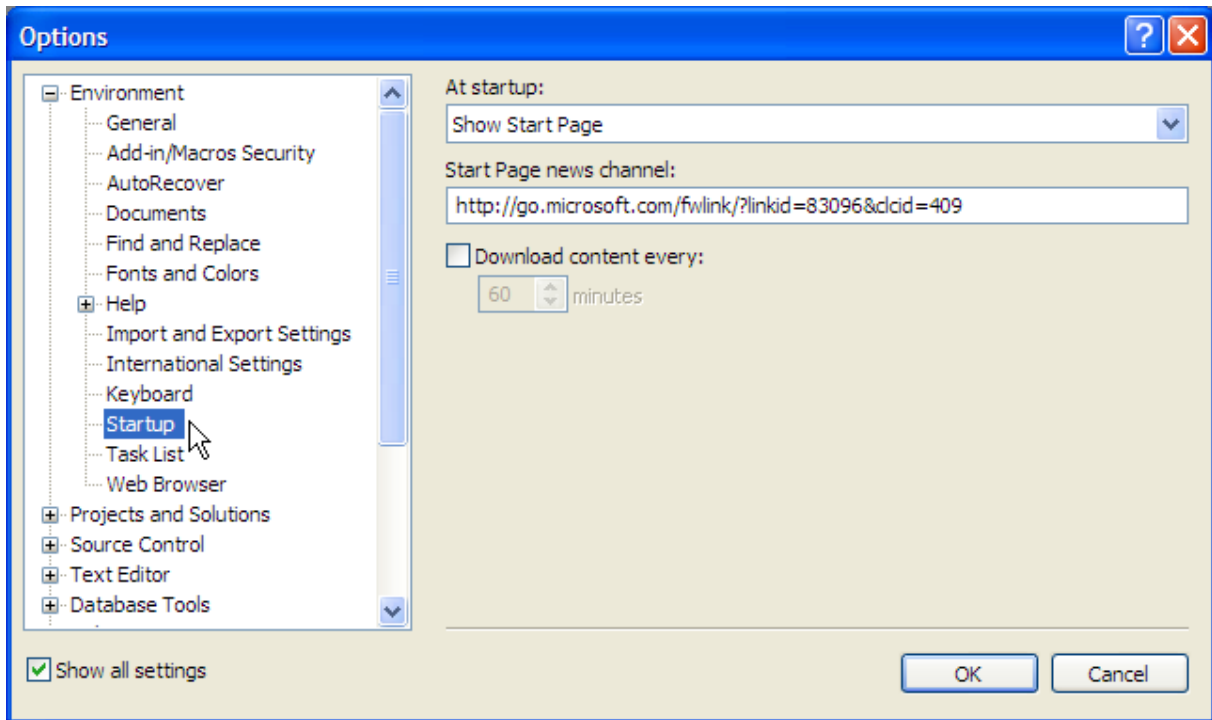 Options
Environment
General
Add-in/Macros Security
AutoRecover
Documents
Find and Replace
Fonts and Colors
Help
Import and Export Settings
International Settings
Keyboard
Startup
Task List
Web Browser
Projects and Solutions
Source Control
Text Editor
Database Tools
Show all settings
At startup:
Show Start Page
Start Page news channel:
http://go.microsoft.com/fwlink/?linkid=83096&clcid=409
Download content every:
60 minutes
OK Cancel